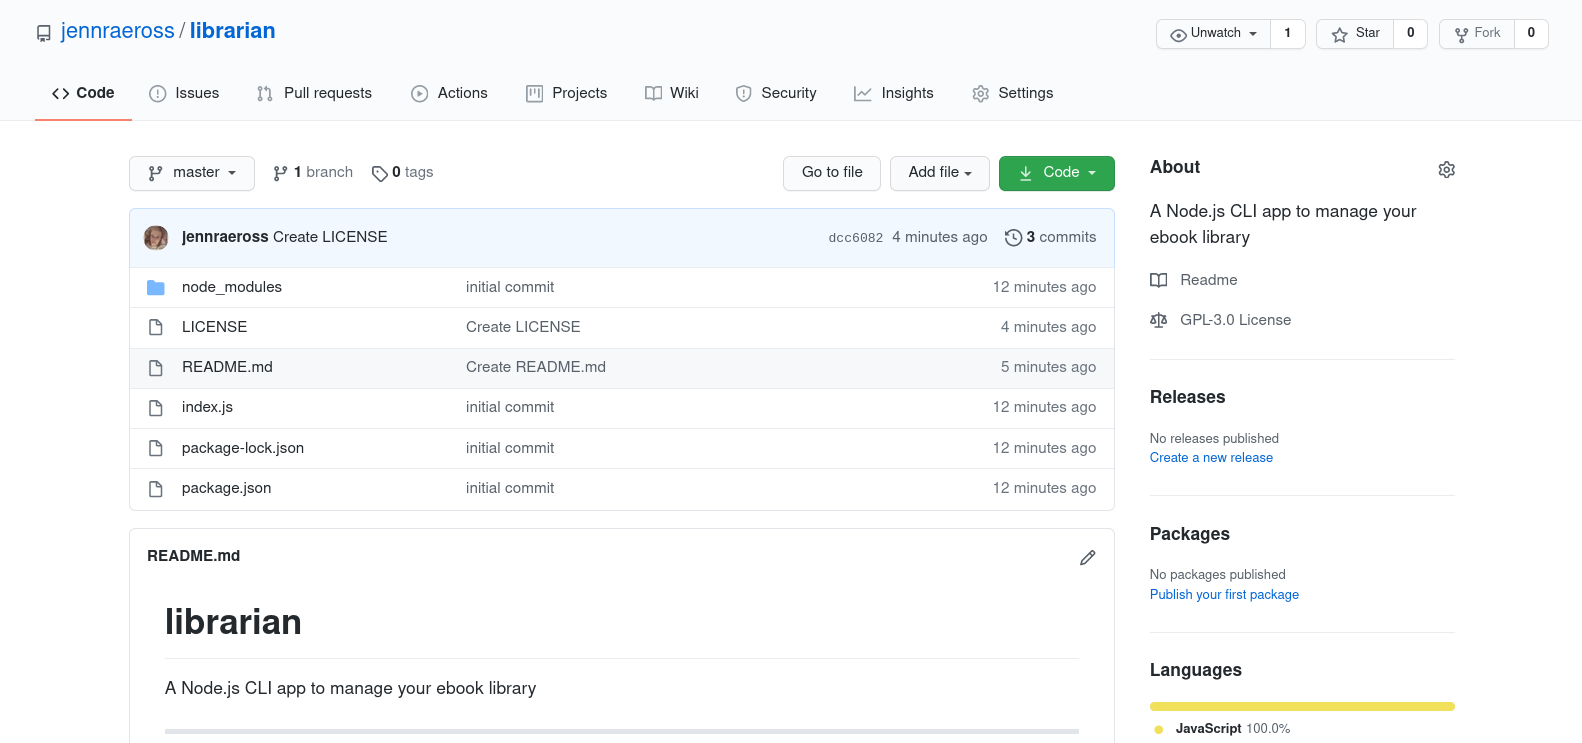 jennraeross / librarian
Unwatch 1 Star 0 Fork 0
Code Issues Pull requests Actions Projects Wiki Security Insights Settings
master 1 branch 0 tags Go to file Add file Code
jennraeross Create LICENSE dcc6082 4 minutes ago 3 commits
node_modules initial commit 12 minutes ago
LICENSE Create LICENSE 4 minutes ago
README.md Create README.md 5 minutes ago
index.js initial commit 12 minutes ago
package-lock.json initial commit 12 minutes ago
package.json initial commit 12 minutes ago
README.md
librarian
A Node.js CLI app to manage your ebook library
About
A Node.js CLI app to manage your
ebook library
Readme
GPL-3.0 License
Releases
No releases published
Create a new release
Packages
No packages published
Publish your first package
Languages
JavaScript 100.0%